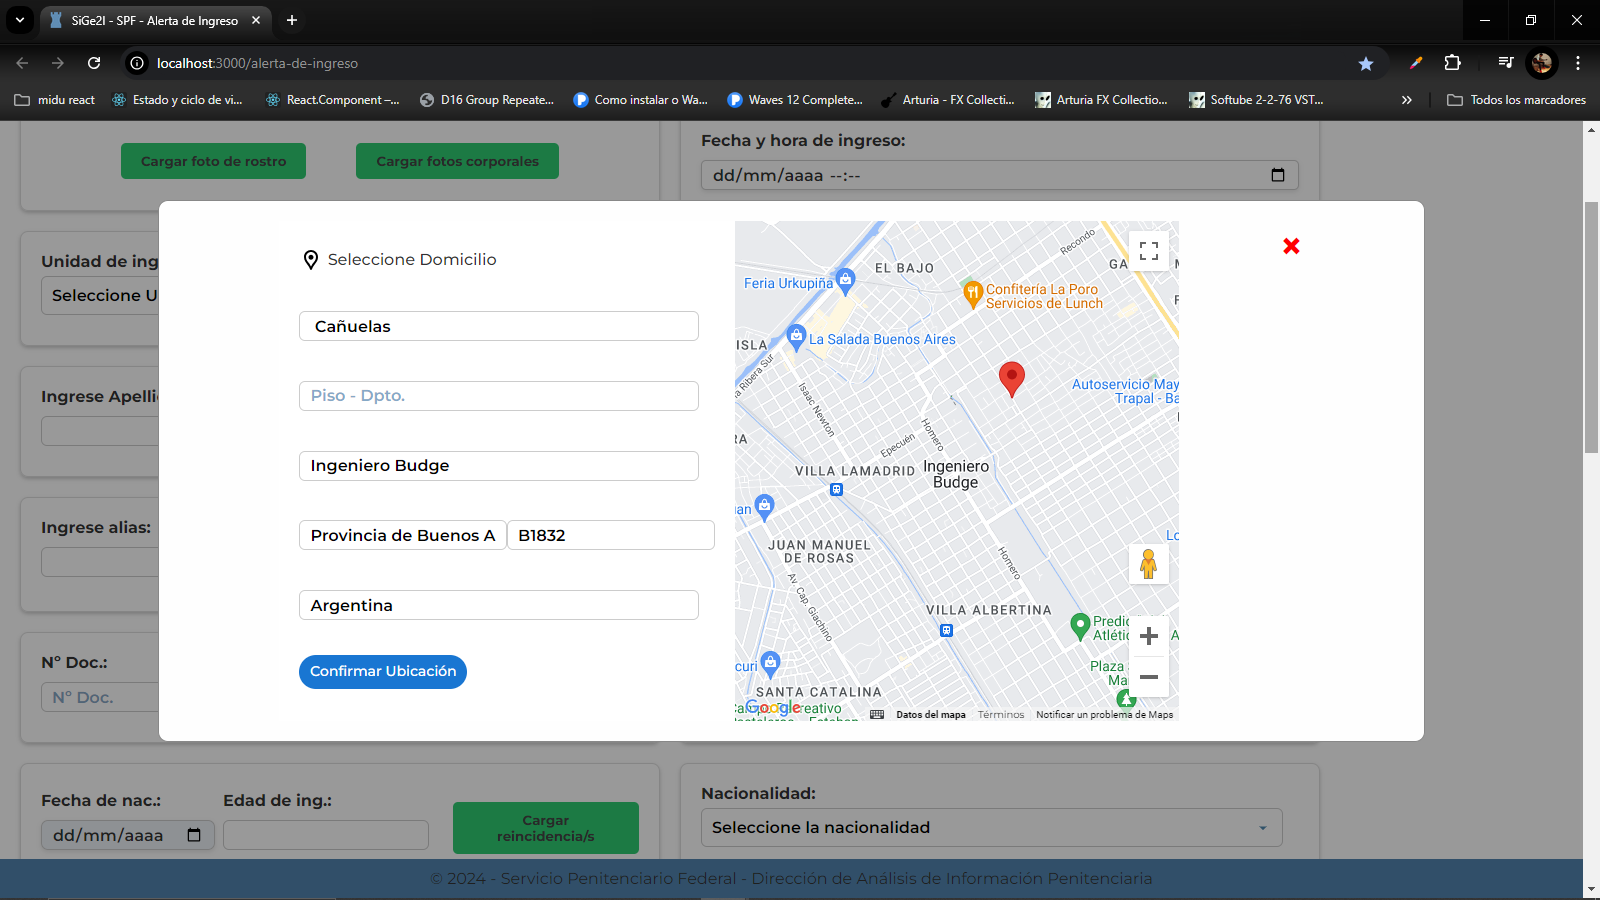 SiGe2I - SPF - Alerta de Ingreso
localhost:3000/alerta-de-ingreso
midu react
Estado y ciclo de vi...
React.Component –...
D16 Group Repeate...
Como instalar o Wa...
Waves 12 Complete...
Arturia - FX Collecti...
Arturia FX Collectio...
Softube 2-2-76 VST...
Todos los marcadores
Cargar foto de rostro
Cargar fotos corporales
Fecha y hora de ingreso:
dd/mm/aaaa --:--
Unidad de ing
Seleccione U
Ingrese Apelli
Ingrese alias:
Nº Doc.:
Nº Doc.
Seleccione Domicilio
Cañuelas
Piso - Dpto.
Ingeniero Budge
Provincia de Buenos A
B1832
Argentina
Confirmar Ubicación
Recondo
EL BAJO
GA
Feria Urkupiña
Confitería La Poro
Servicios de Lunch
ISLA
La Salada Buenos Aires
a Ribera Sur
Isaac Newton
Autoservicio May
Trapal - Ba
RA
Epecuén
Homero
VILLA LAMADRID
Ingeniero
Budge
uan
Lo
JUAN MANUEL
DE ROSAS
Homero
Av. Cap. Giachino
VILLA ALBERTINA
Predio
Atléti
A
curi
Plaza
Ma
SANTA CATALINA
Google
reativo
Datos del mapa
Términos
Notificar un problema de Maps
Fecha de nac.:
Edad de ing.:
dd/mm/aaaa
Cargar
reincidencia/s
Nacionalidad:
Seleccione la nacionalidad
© 2024 - Servicio Penitenciario Federal - Dirección de Análisis de Información Penitenciaria